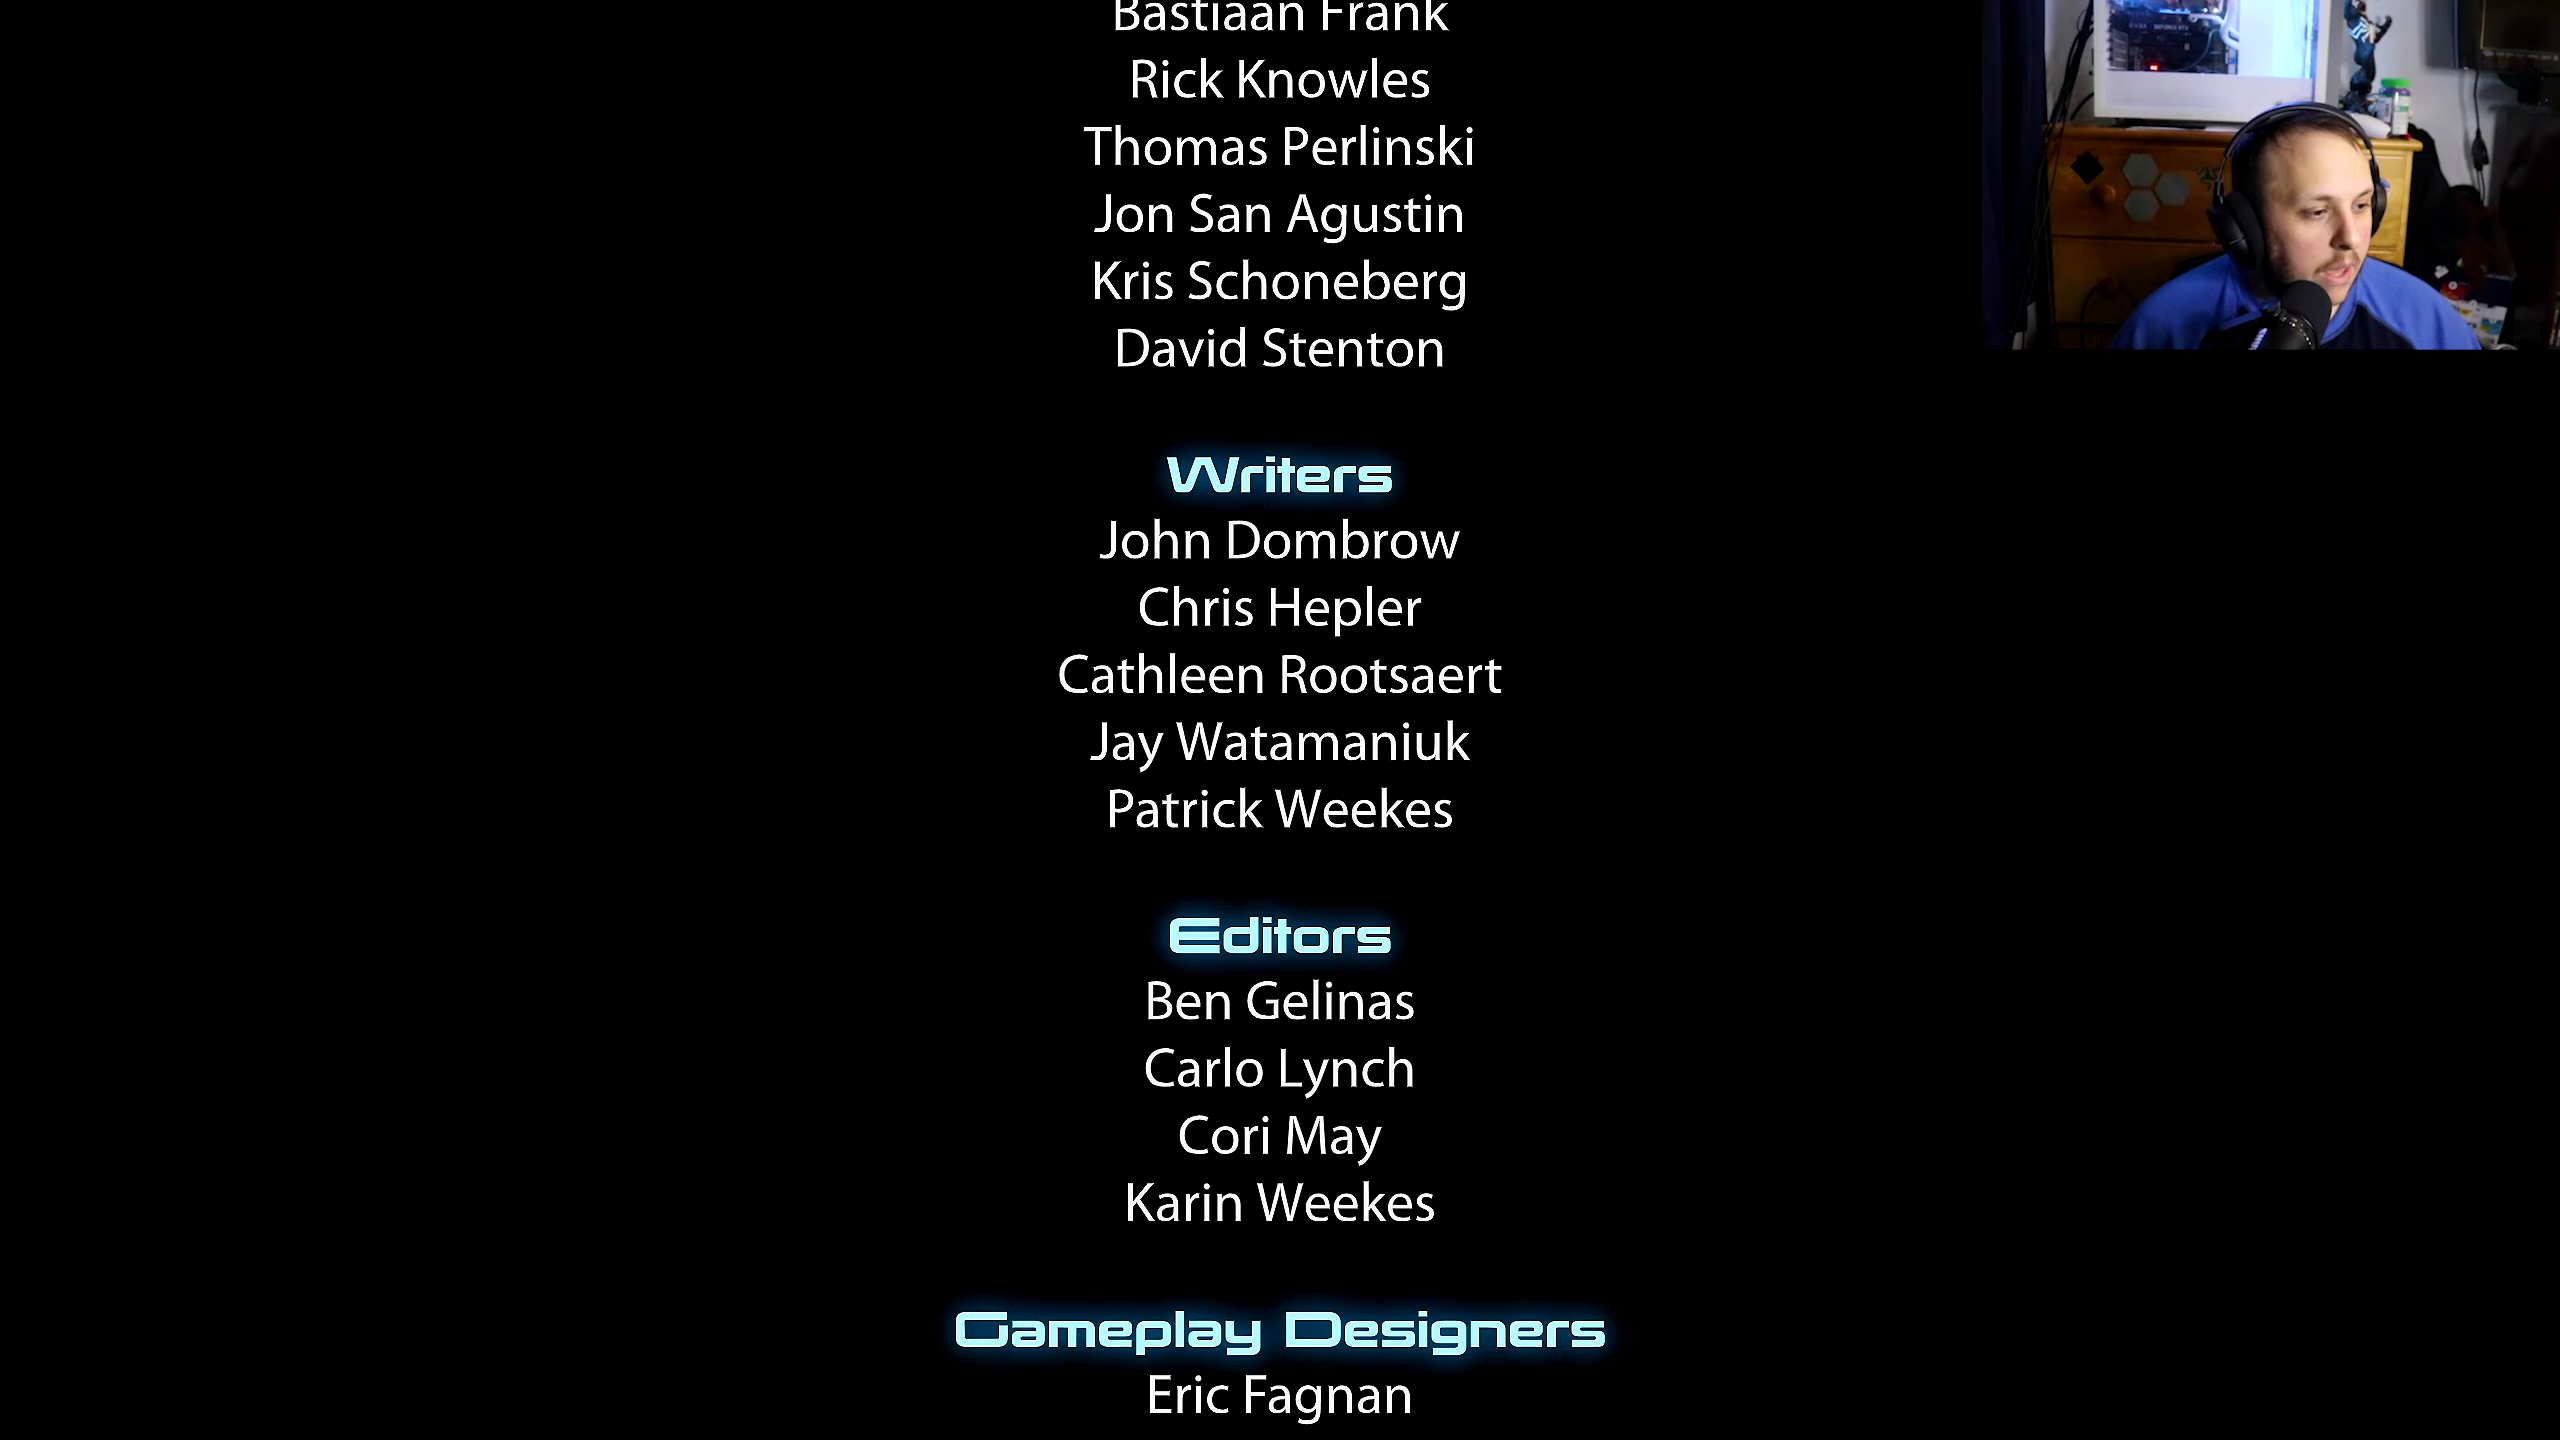 Bastiaan Frank
Rick Knowles
Thomas Perlinski
Jon San Agustin
Kris Schoneberg
David Stenton
Writers
John Dombrow
Chris Hepler
Cathleen Rootsaert
Jay Watamaniuk
Patrick Weekes
Editors
Ben Gelinas
Carlo Lynch
Cori May
Karin Weekes
Gameplay Designers
Eric Fagnan